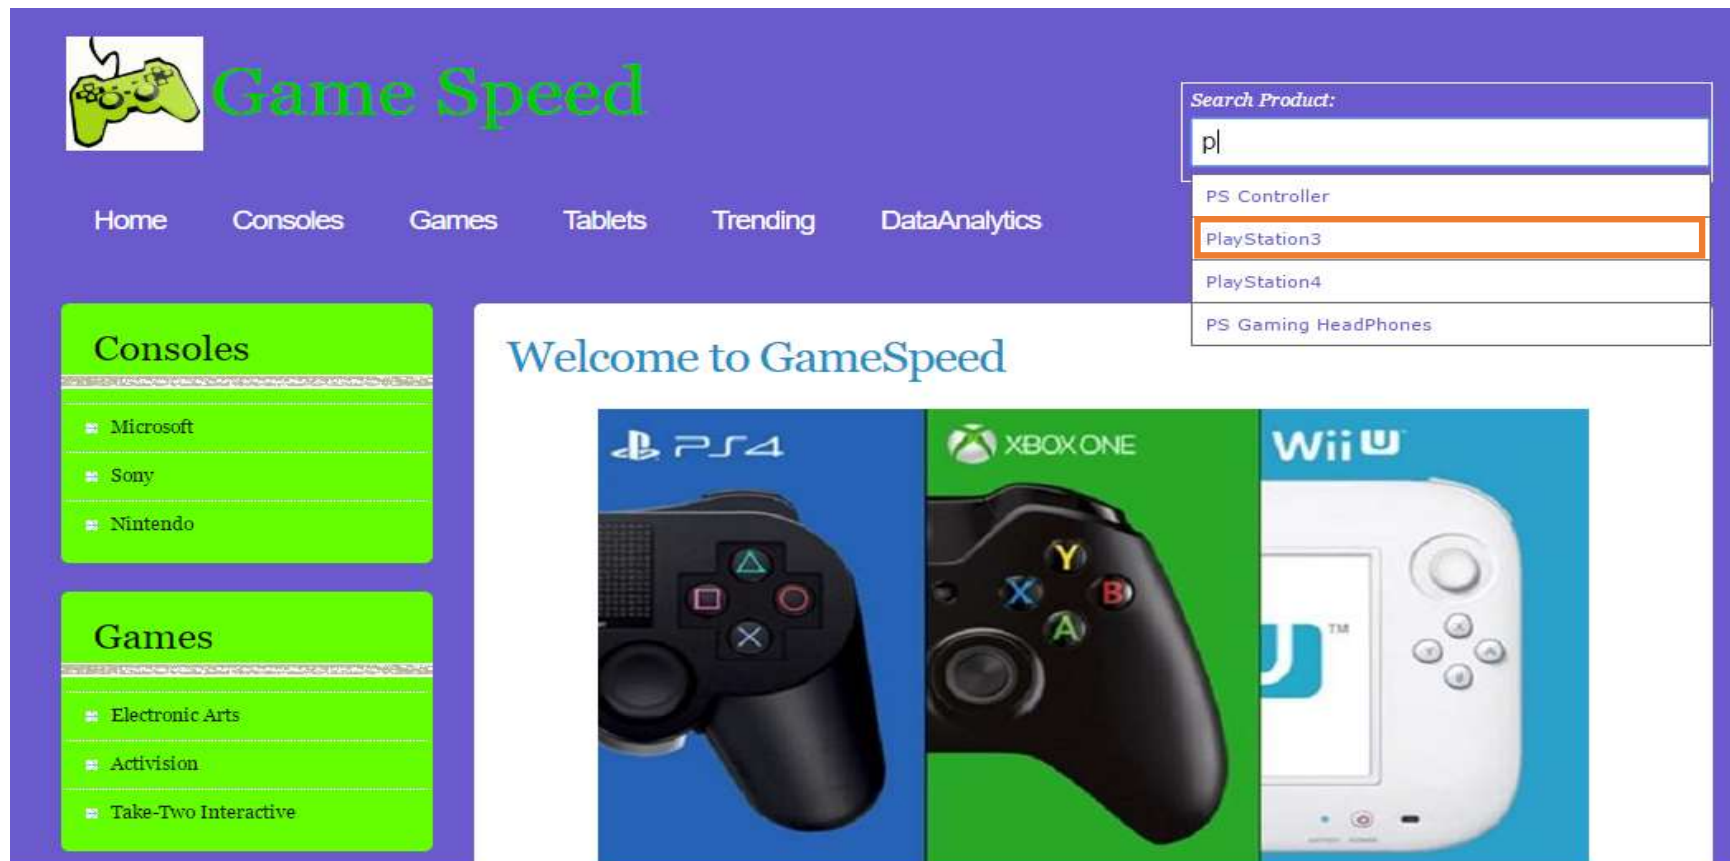 Game Speed
Search Product:
p
PS Controller
PlayStation3
PlayStation4
PS Gaming HeadPhones
Home Consoles Games Tablets Trending DataAnalytics
Consoles
Microsoft
Sony
Nintendo
Games
Electronic Arts
Activision
Take-Two Interactive
Welcome to GameSpeed
PS4
XBOX ONE
Wii U
Y
X
B
A
U
TM